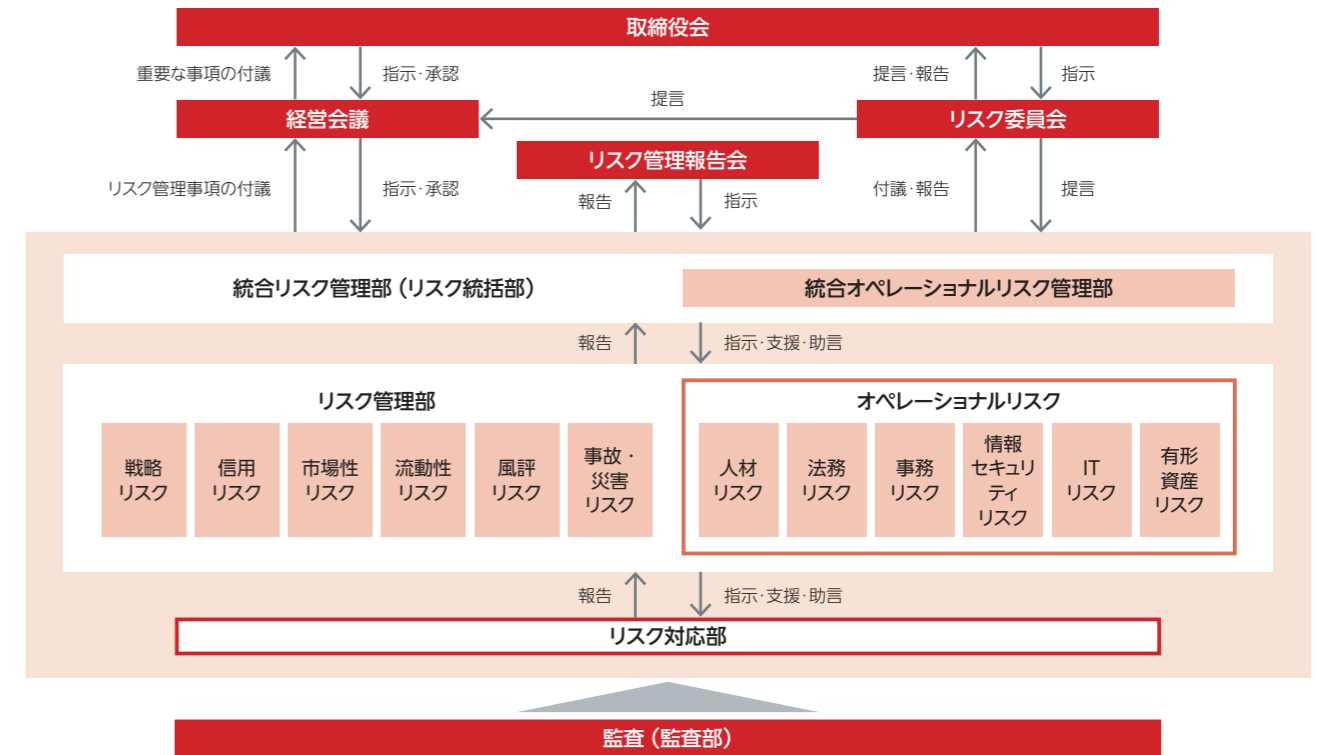 取締役会
重要な事項の付議
指示・承認
提言・報告
指示
経営会議
提言
リスク委員会
リスク管理報告会
リスク管理事項の付議
指示・承認
報告
指示
付議・報告
提言
統合リスク管理部（リスク統括部）
統合オペレーショナルリスク管理部
報告
指示・支援・助言
リスク管理部
オペレーショナルリスク
戦略
リスク
信用
リスク
市場性
リスク
流動性
リスク
風評
リスク
事故・
災害
リスク
人材
リスク
法務
リスク
事務
リスク
情報
セキュリ
ティ
リスク
IT
リスク
有形
資産
リスク
報告
指示・支援・助言
リスク対応部
監査（監査部）